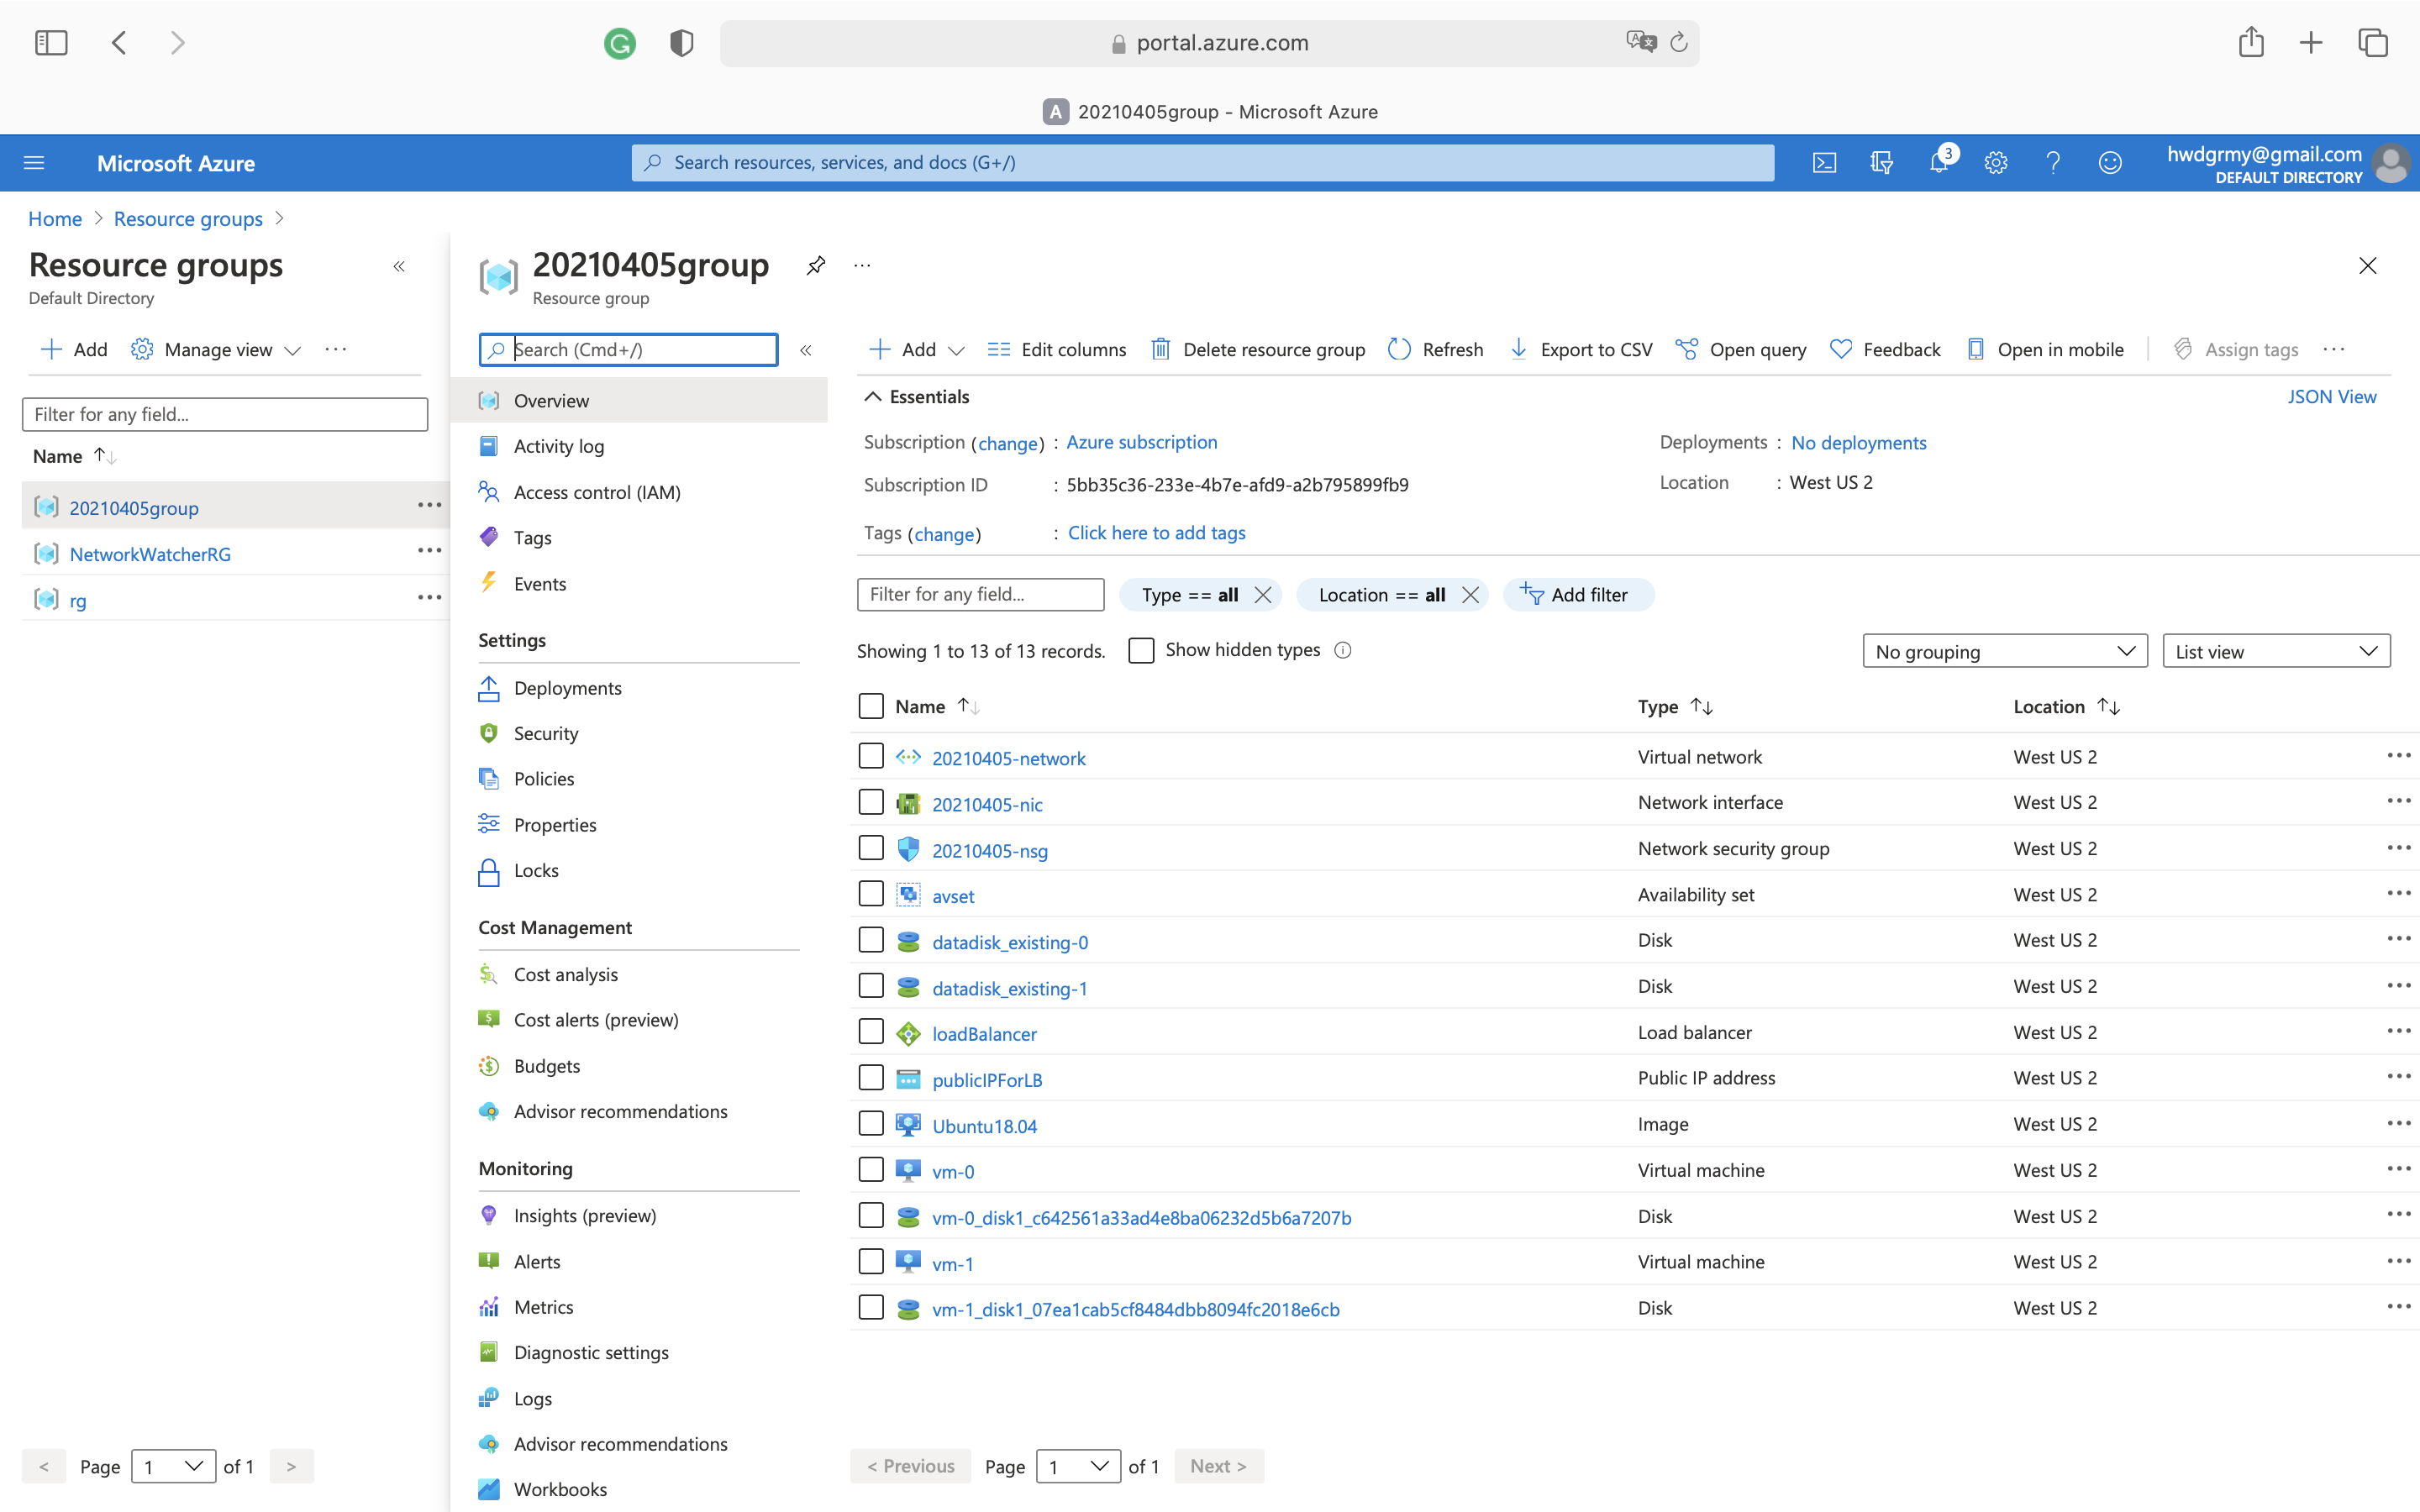 portal.azure.com
A 20210405group - Microsoft Azure
Microsoft Azure
Search resources, services, and docs (G+/)
3
hwdgrmy@gmail.com
DEFAULT DIRECTORY
Home > Resource groups >
Resource groups
«
Default Directory
Add
Manage view
...
Filter for any field...
Name
20210405group
NetworkWatcherRG
rg
< Page 1 of 1 >
20210405group
...
Resource group
Search (Cmd+/)
«
Overview
Activity log
Access control (IAM)
Tags
Events
Settings
Deployments
Security
Policies
Properties
Locks
Cost Management
Cost analysis
Cost alerts (preview)
Budgets
Advisor recommendations
Monitoring
Insights (preview)
Alerts
Metrics
Diagnostic settings
Logs
Advisor recommendations
Workbooks
Add Edit columns Delete resource group Refresh Export to CSV Open query Feedback Open in mobile Assign tags ...
Essentials
JSON View
Subscription (change) : Azure subscription
Subscription ID : 5bb35c36-233e-4b7e-afd9-a2b795899fb9
Tags (change) : Click here to add tags
Deployments : No deployments
Location : West US 2
Filter for any field...
Type == all
Location == all
Add filter
Showing 1 to 13 of 13 records.
Show hidden types
No grouping
List view
Name Type Location
20210405-network Virtual network West US 2
20210405-nic Network interface West US 2
20210405-nsg Network security group West US 2
avset Availability set West US 2
datadisk_existing-0 Disk West US 2
datadisk_existing-1 Disk West US 2
loadBalancer Load balancer West US 2
publicIPForLB Public IP address West US 2
Ubuntu18.04 Image West US 2
vm-0 Virtual machine West US 2
vm-0_disk1_c642561a33ad4e8ba06232d5b6a7207b Disk West US 2
vm-1 Virtual machine West US 2
vm-1_disk1_07ea1cab5cf8484dbb8094fc2018e6cb Disk West US 2
< Previous Page 1 of 1 Next >